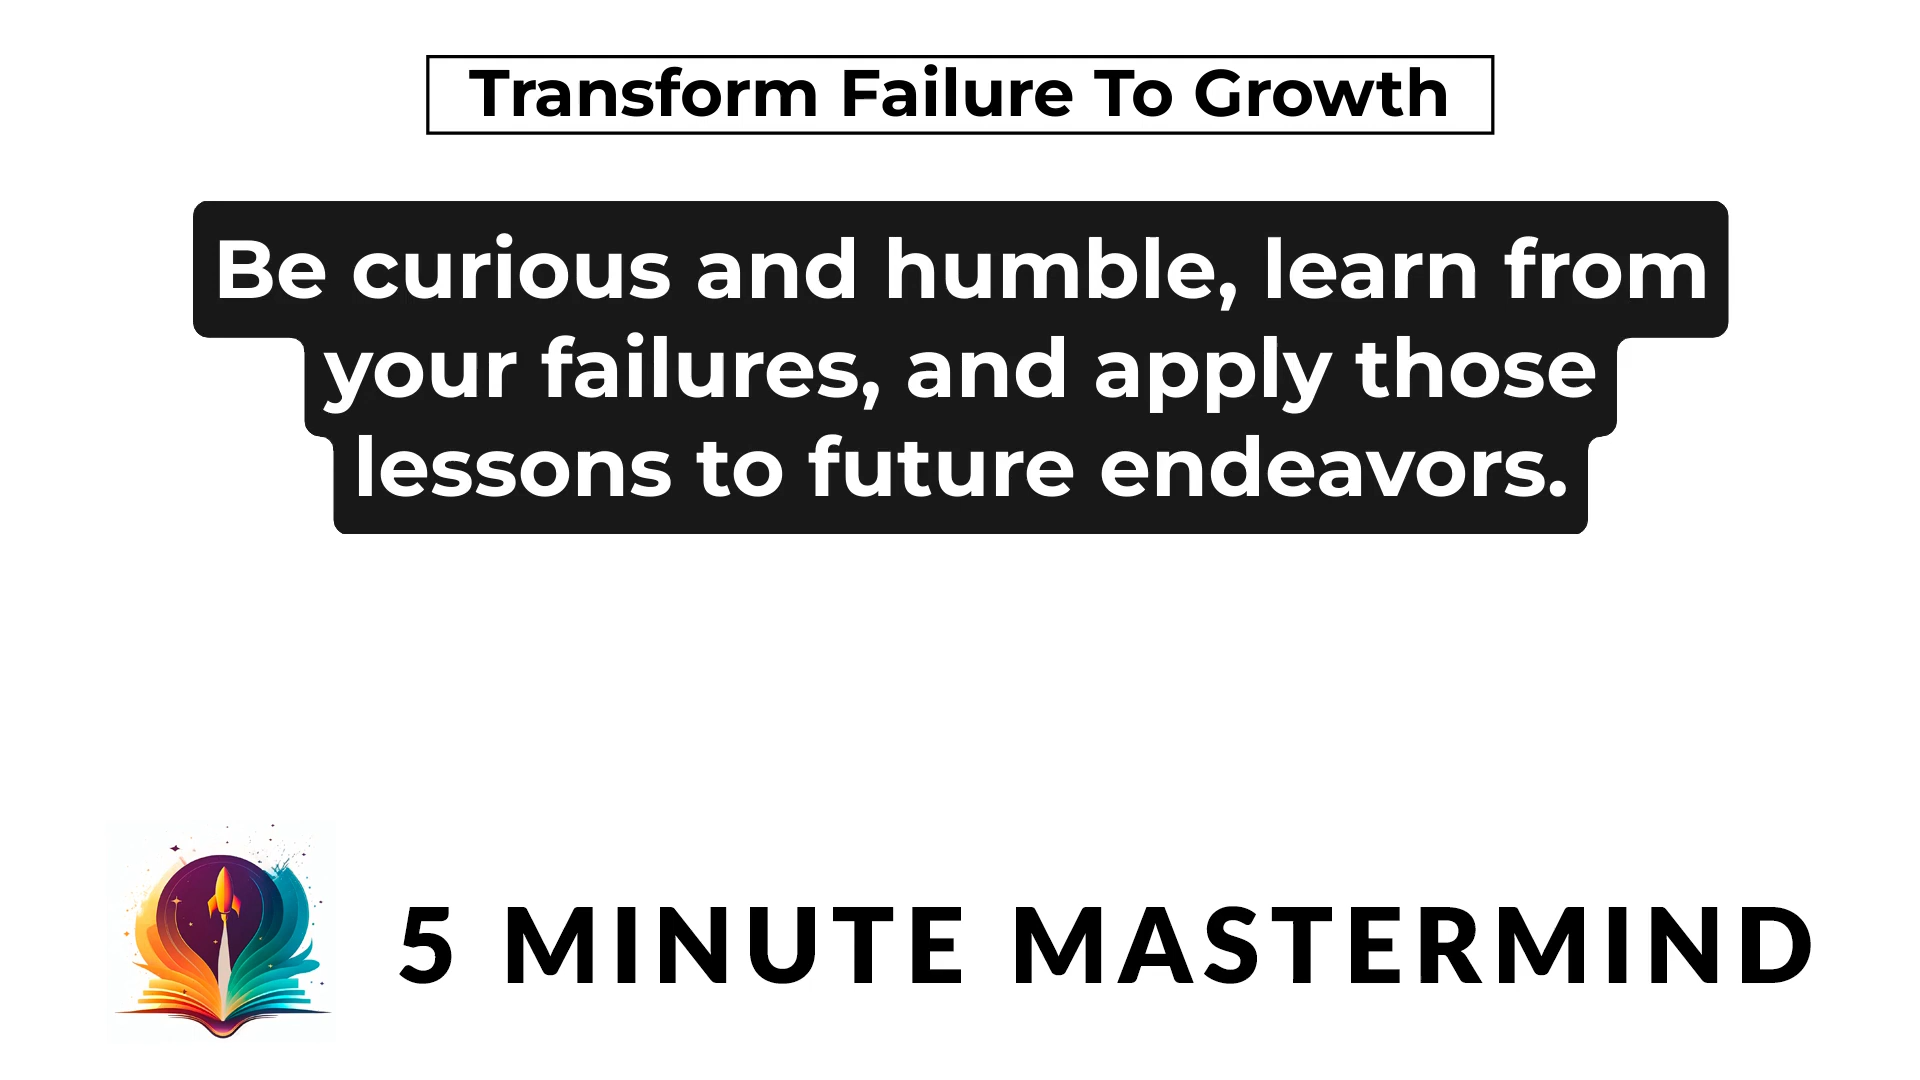 Transform Failure To Growth
Be curious and humble, learn from
your failures, and apply those
lessons to future endeavors.
5 MINUTE MASTERMIND